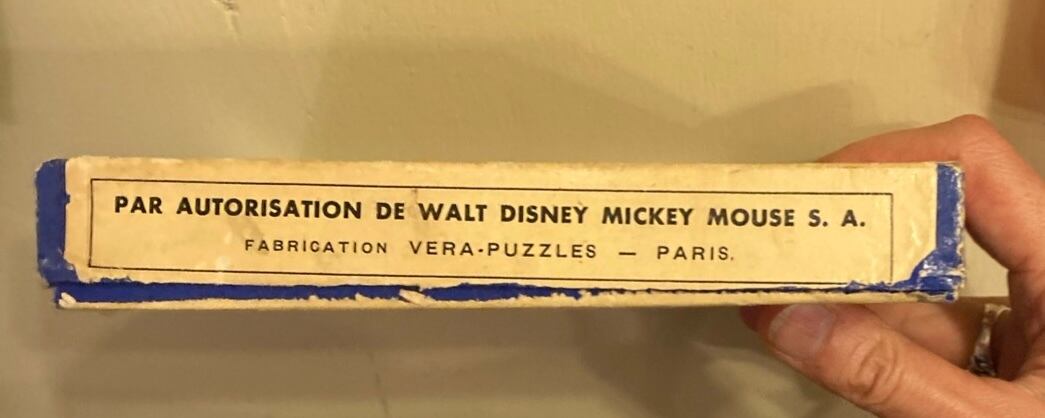 PAR AUTORISATION DE WALT DISNEY MICKEY MOUSE S. A.
FABRICATION VERA-PUZZLES — PARIS.